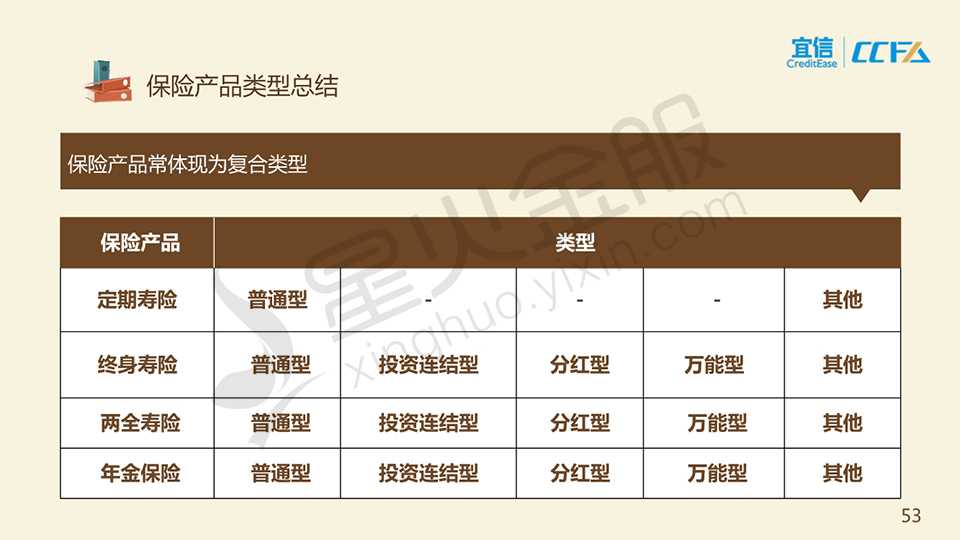 宜信
CreditEase
CCFA
保险产品类型总结
保险产品常体现为复合类型
保险产品 类型
定期寿险 普通型 - - - 其他
终身寿险 普通型 投资连结型 分红型 万能型 其他
两全寿险 普通型 投资连结型 分红型 万能型 其他
年金保险 普通型 投资连结型 分红型 万能型 其他
星火金服
xinghuo.yixin.com
53